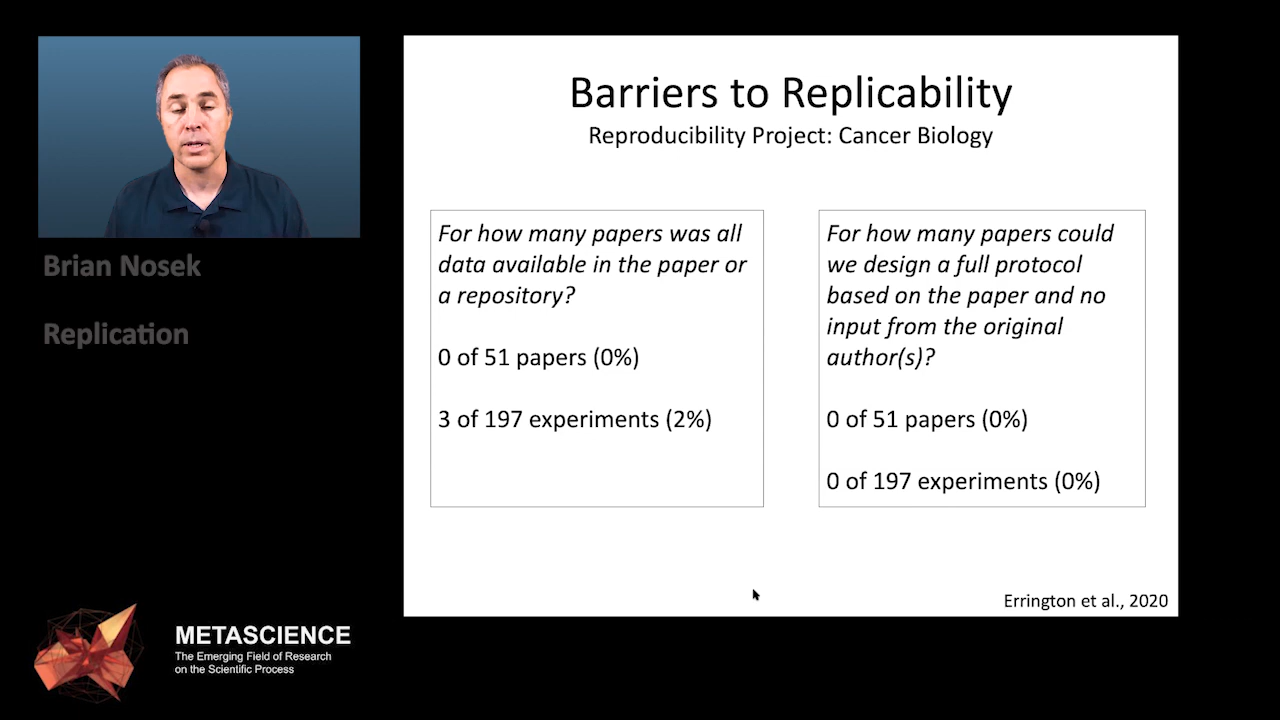 Barriers to Replicability
Reproducibility Project: Cancer Biology
For how many papers was all
data available in the paper or
a repository?
0 of 51 papers (0%)
3 of 197 experiments (2%)
For how many papers could
we design a full protocol
based on the paper and no
input from the original
author(s)?
0 of 51 papers (0%)
0 of 197 experiments (0%)
Errington et al., 2020
Brian Nosek
Replication
METASCIENCE
The Emerging Field of Research
on the Scientific Process